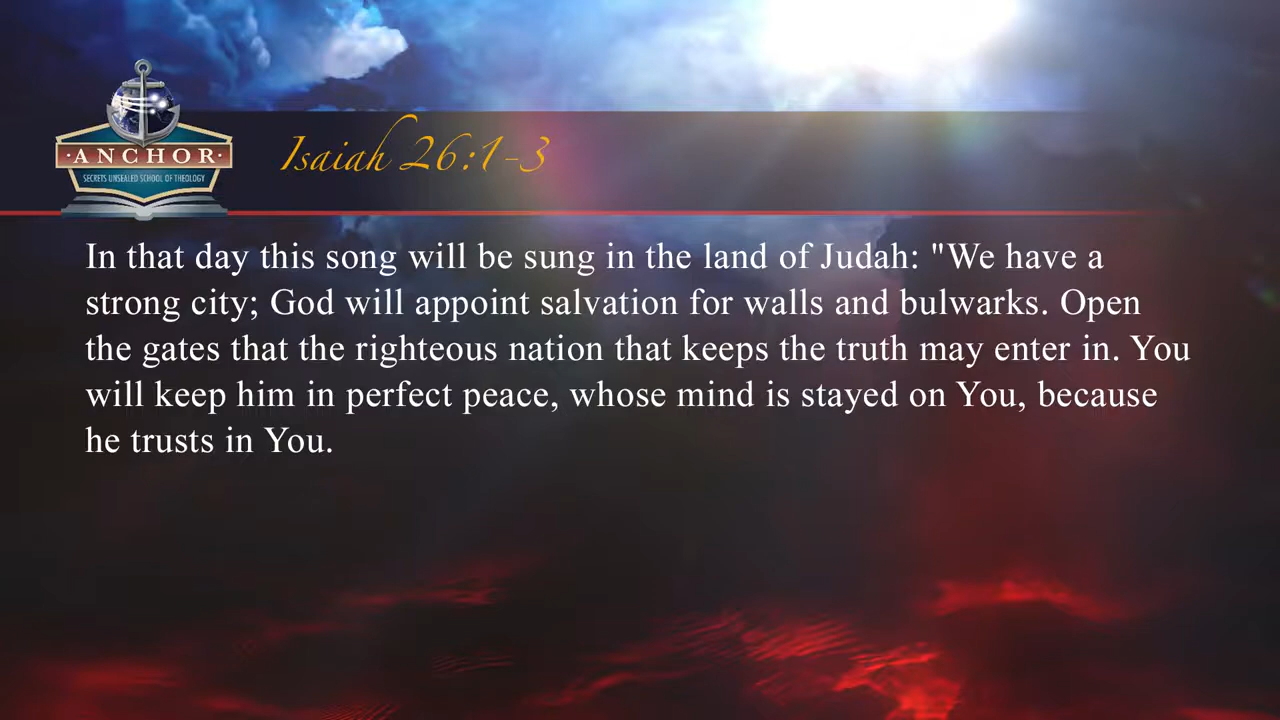 ANCHOR
SECRETS UNSEALED SCHOOL OF THEOLOGY
Isaiah 26:1-3
In that day this song will be sung in the land of Judah: "We have a
strong city; God will appoint salvation for walls and bulwarks. Open
the gates that the righteous nation that keeps the truth may enter in. You
will keep him in perfect peace, whose mind is stayed on You, because
he trusts in You.